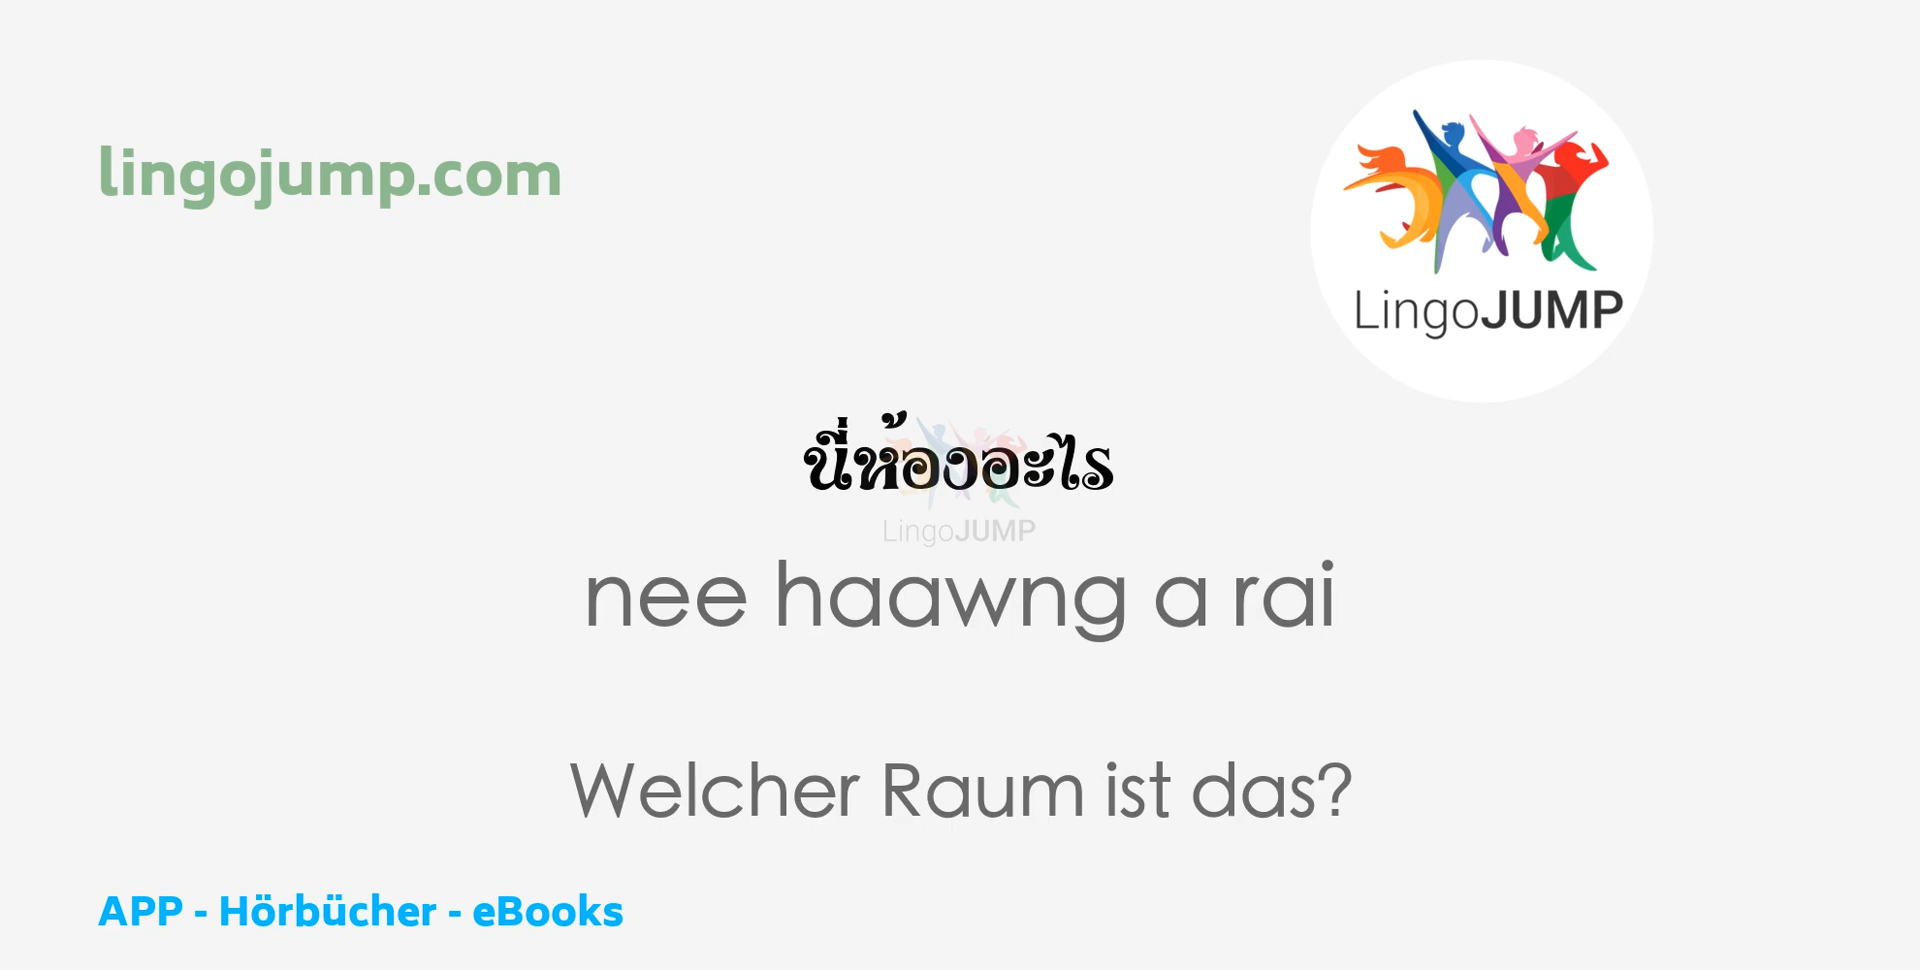 lingojump.com
LingoJUMP
นี่ห้องอะไร
LingoJUMP
nee haawng a rai
Welcher Raum ist das?
APP - Hörbücher - eBooks